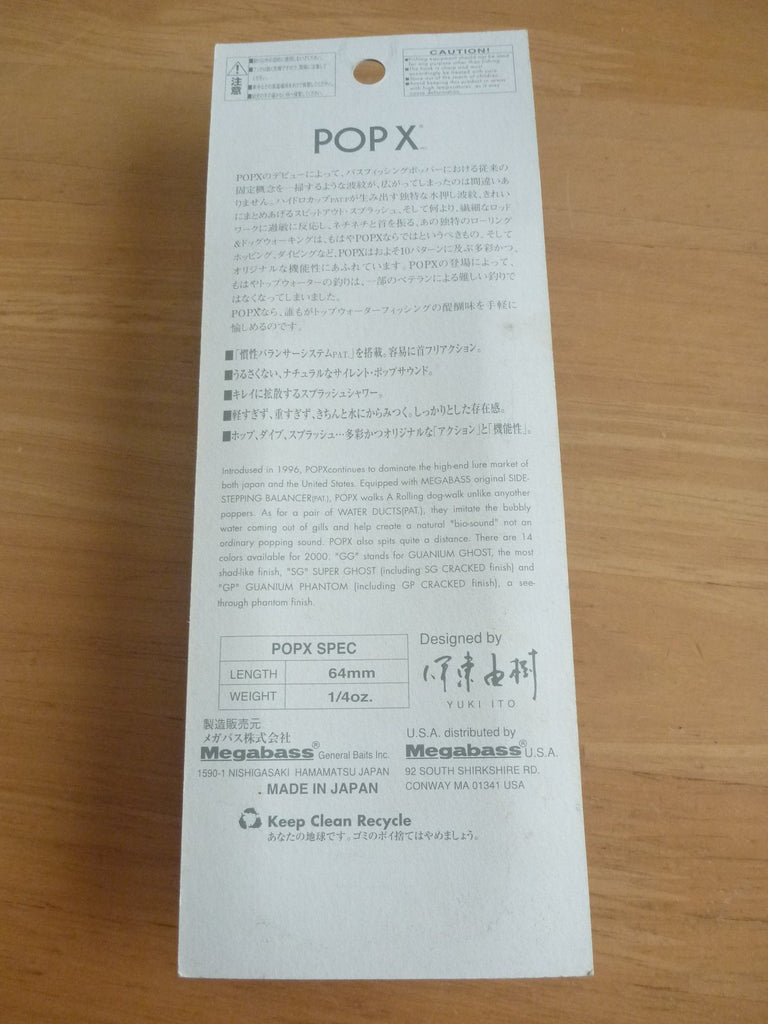 注意
CAUTION!
Fishing equipment should not be used
for any purpose other than fishing.
POP X
POPXのデビューによって、バスフィッシングポッパーにおける従来の
固定概念を一掃するような波紋が、広がってしまったのは間違いあ
りません。ハイドロカップPAT.Pが生み出す独特な水押し波紋、きれい
にまとめあげるスピットアウト・スプラッシュ、そして何より、繊細なロッド
ワークに過敏に反応し、ネチネチと首を振る、あの独特のローリング
&ドッグウォーキングは、もはやPOPXならではというべきもの。そして
ホッピング、ダイビングなど、POPXはおよそ10パターンに及ぶ多彩かつ、
オリジナルな機能性にあふれています。POPXの登場によって、
もはやトップウォーターの釣りは、一部のベテランによる難しい釣りで
はなくなってしまいました。
POPXなら、誰もがトップウォーターフィッシングの醍醐味を手軽に
愉しめるのです。
■「慣性バランサーシステムPAT.」を搭載。容易に首フリアクション。
■うるさくない、ナチュラルなサイレント・ポップサウンド。
■キレイに拡散するスプラッシュシャワー。
■軽すぎず、重すぎず、きちんと水にからみつく。しっかりとした存在感。
■ホップ、ダイブ、スプラッシュ…多彩かつオリジナルな「アクション」と「機能性」。
Introdused in 1996, POPXcontinues to dominate the high-end lure market of
both japan and the United States. Equipped with MEGABASS original SIDE-
STEPPING BALANCER(PAT.), POPX walks A Rolling dog-walk unlike anyother
poppers. As for a pair of WATER DUCTS(PAT.), they imitate the bubbly
water coming out of gills and help create a natural "bio-sound" not an
ordinary popping sound. POPX also spits quite a distance. There are 14
colors available for 2000. "GG" stands for GUANIUM GHOST, the most
shad-like finish, "SG" SUPER GHOST (including SG CRACKED finish) and
"GP" GUANIUM PHANTOM (including GP CRACKED finish), a see-
through phantom finish.
POPX SPEC
LENGTH 64mm
WEIGHT 1/4oz.
Designed by
伊東由樹
YUKI ITO
製造販売元
メガバス株式会社
Megabass® General Baits Inc.
1590-1 NISHIGASAKI HAMAMATSU JAPAN
. MADE IN JAPAN
U.S.A. distributed by
Megabass® U.S.A.
92 SOUTH SHIRKSHIRE RD.
CONWAY MA 01341 USA
Keep Clean Recycle
あなたの地球です。ゴミのポイ捨てはやめましょう。